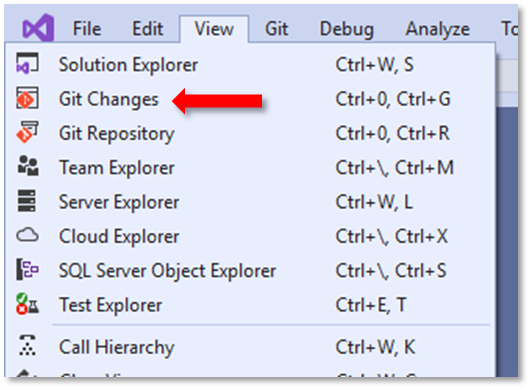 File Edit View Git Debug Analyze
Solution Explorer Ctrl+W, S
Git Changes Ctrl+0, Ctrl+G
Git Repository Ctrl+0, Ctrl+R
Team Explorer Ctrl+\, Ctrl+M
Server Explorer Ctrl+W, L
Cloud Explorer Ctrl+\, Ctrl+X
SQL Server Object Explorer Ctrl+\, Ctrl+S
Test Explorer Ctrl+E, T
Call Hierarchy Ctrl+W, K